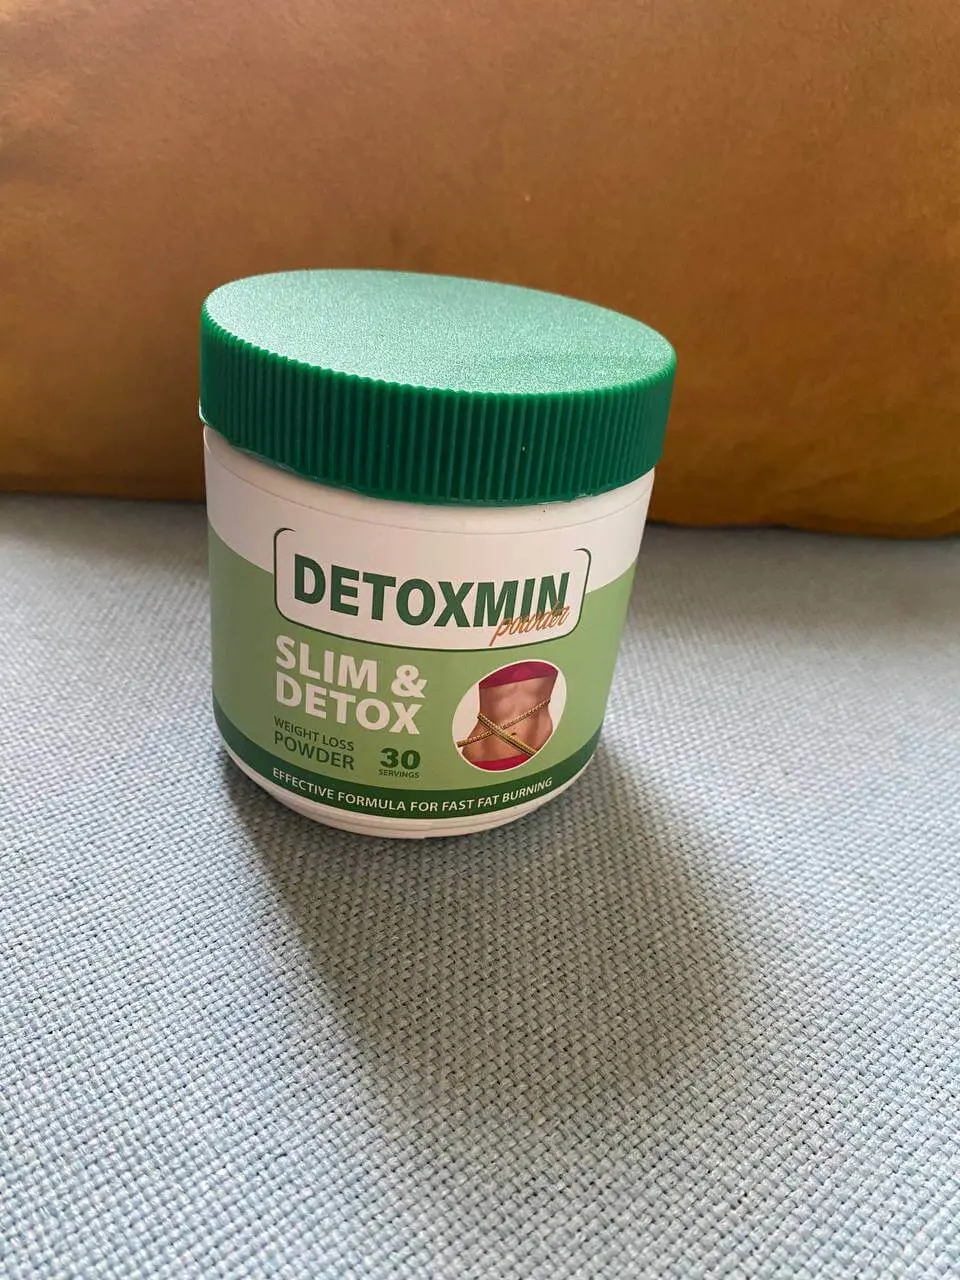 DETOXMIN
powder
SLIM &
DETOX
WEIGHT LOSS
POWDER
30
SERVINGS
EFFECTIVE FORMULA FOR FAST FAT BURNING